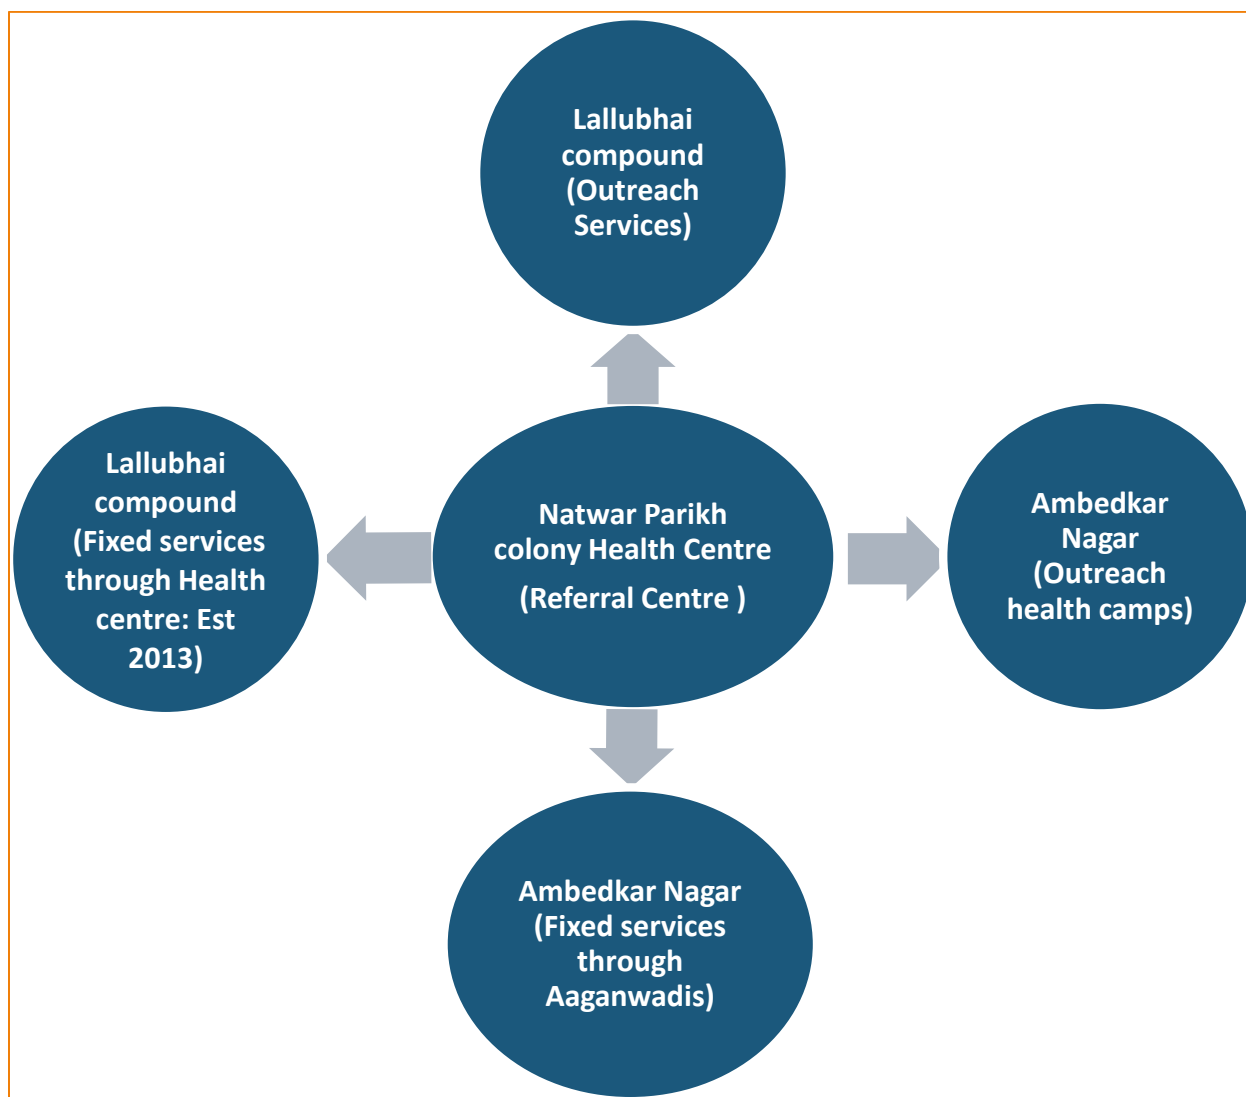 Lallubhai
compound
(Outreach
Services)
Lallubhai
compound
(Fixed services
through Health
centre: Est
2013)
Natwar Parikh
colony Health Centre
(Referral Centre )
Ambedkar
Nagar
(Outreach
health camps)
Ambedkar Nagar
(Fixed services
through
Aaganwadis)